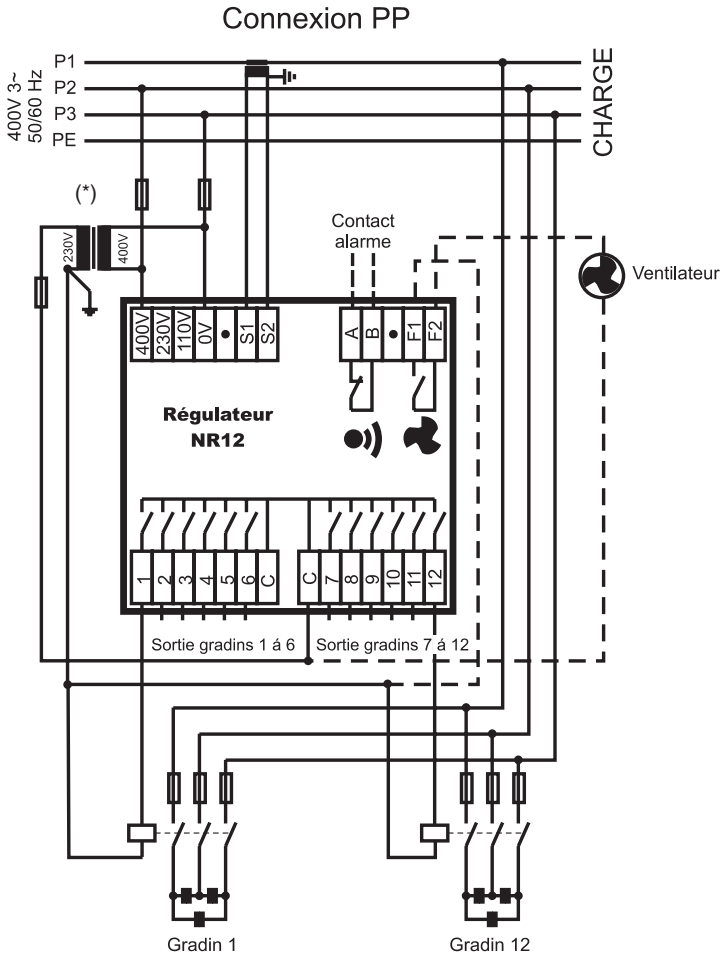 Connexion PP
400V 3~
50/60 Hz
P1
P2
P3
PE
CHARGE
(*)
230V
400V
Contact
alarme
Ventilateur
400V
230V
110V
0V
•
S1
S2
A
B
•
F1
F2
Régulateur
NR12
1
2
3
4
5
6
C
C
7
8
9
10
11
12
Sortie gradins 1 á 6
Sortie gradins 7 á 12
Gradin 1
Gradin 12